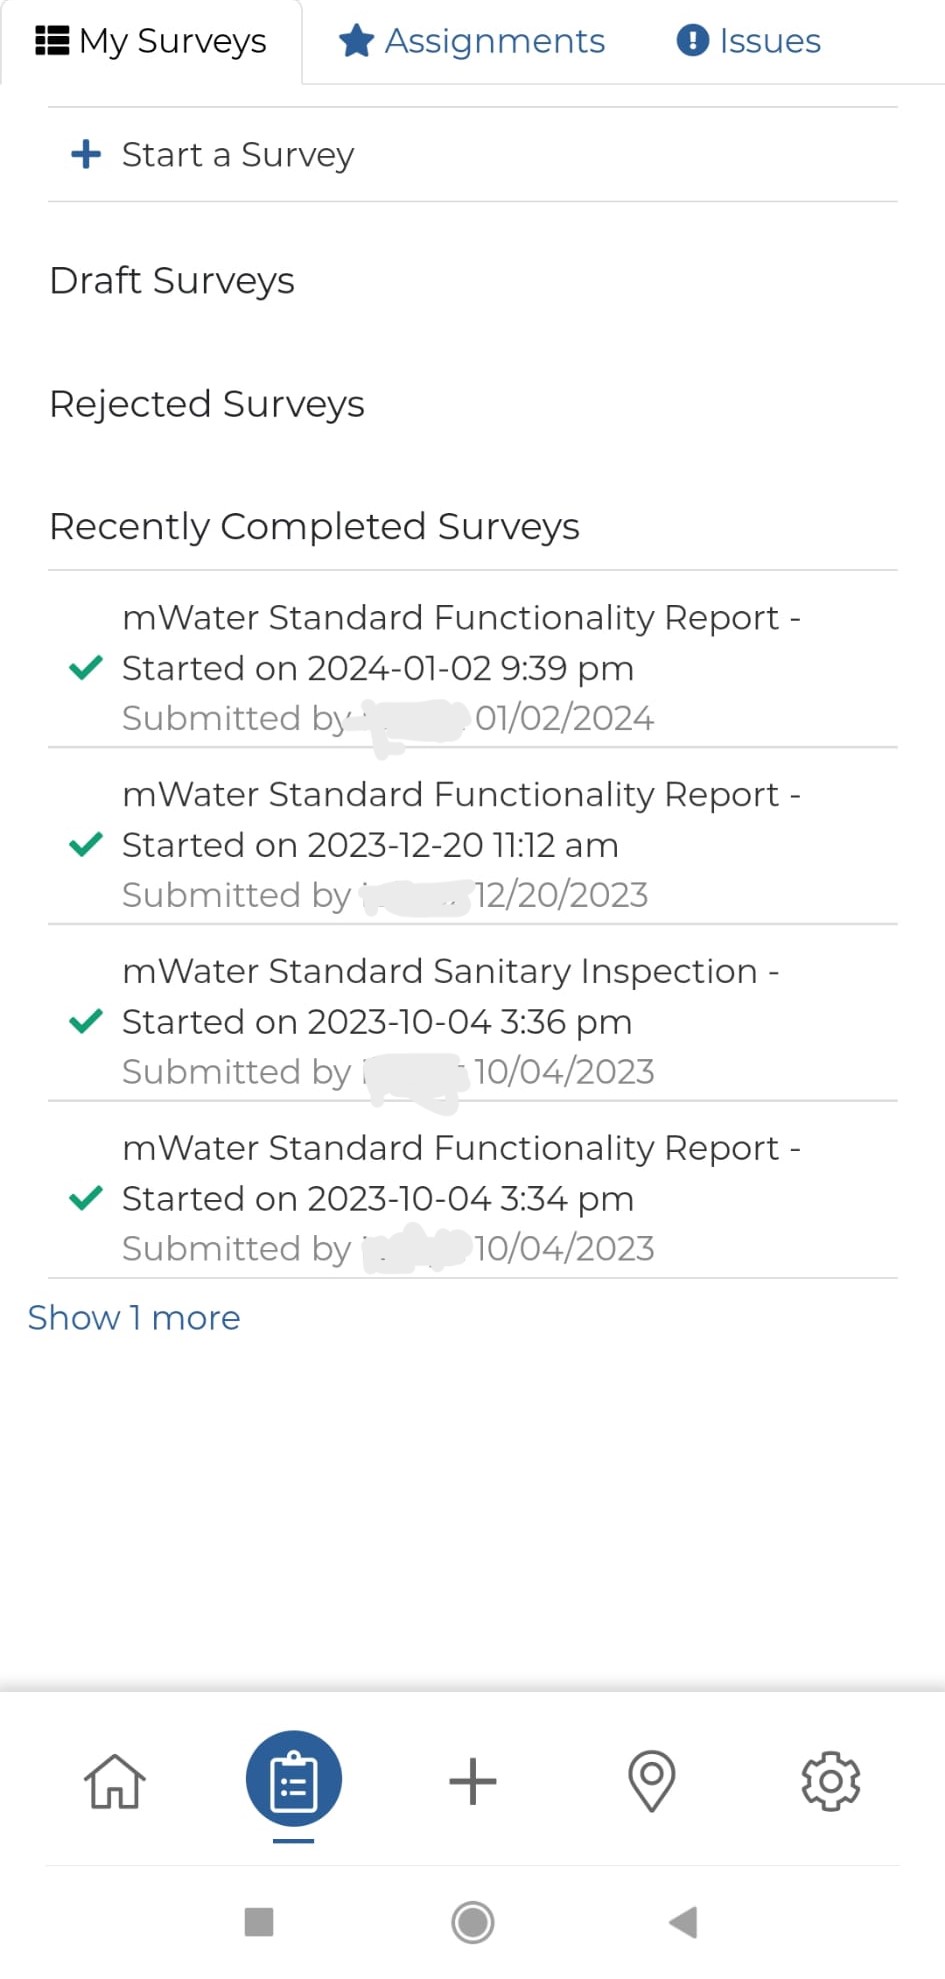 My Surveys
Assignments
Issues
Start a Survey
Draft Surveys
Rejected Surveys
Recently Completed Surveys
mWater Standard Functionality Report -
Started on 2024-01-02 9:39 pm
Submitted by 01/02/2024
mWater Standard Functionality Report -
Started on 2023-12-20 11:12 am
Submitted by 12/20/2023
mWater Standard Sanitary Inspection -
Started on 2023-10-04 3:36 pm
Submitted by 10/04/2023
mWater Standard Functionality Report -
Started on 2023-10-04 3:34 pm
Submitted by 10/04/2023
Show 1 more